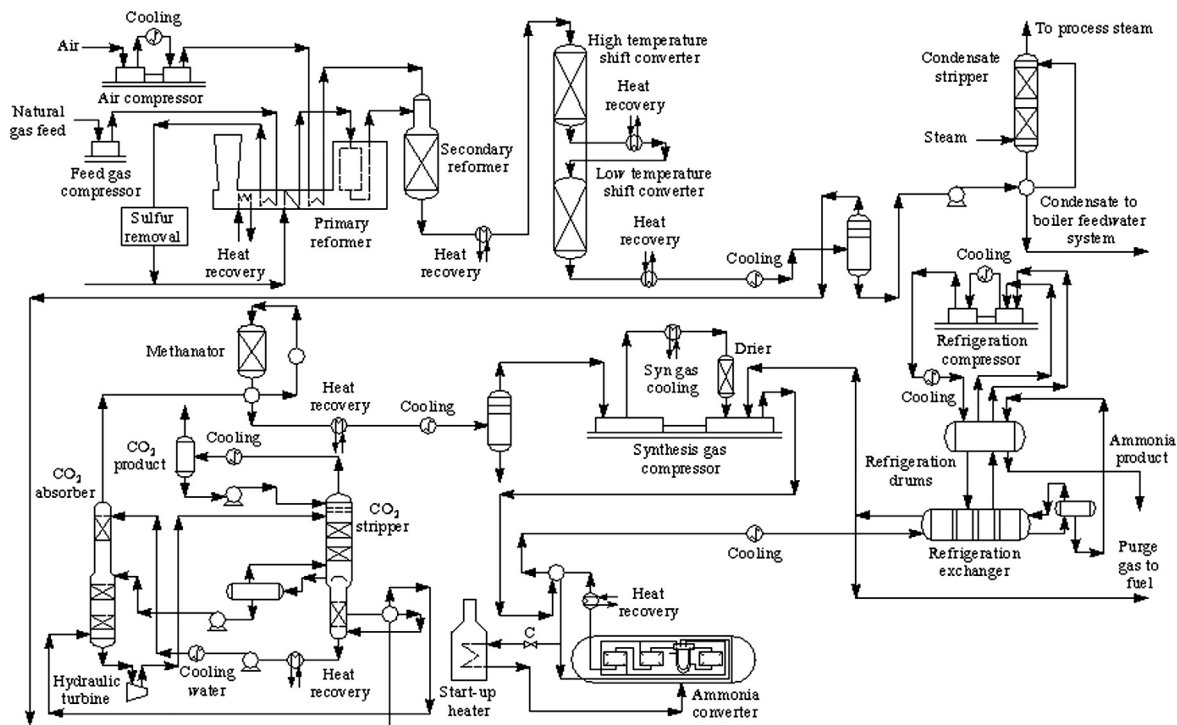 Cooling
Air
Air compressor
Natural
gas feed
Feed gas
compressor
Sulfur
removal
Heat
recovery
Primary
reformer
Secondary
reformer
Heat
recovery
High temperature
shift converter
Heat
recovery
Low temperature
shift converter
Heat
recovery
Cooling
To process steam
Condensate
stripper
Steam
Condensate to
boiler feedwater
system
Cooling
Refrigeration
compressor
Cooling
Methanator
Heat
recovery
Cooling
Syn gas
cooling
Drier
Synthesis gas
compressor
CO2
product
Cooling
CO2
absorber
CO2
stripper
Refrigeration
drums
Ammonia
product
Cooling
Refrigeration
exchanger
Purge
gas to
fuel
Heat
recovery
C
Hydraulic
turbine
Cooling
water
Heat
recovery
Start-up
heater
Ammonia
converter